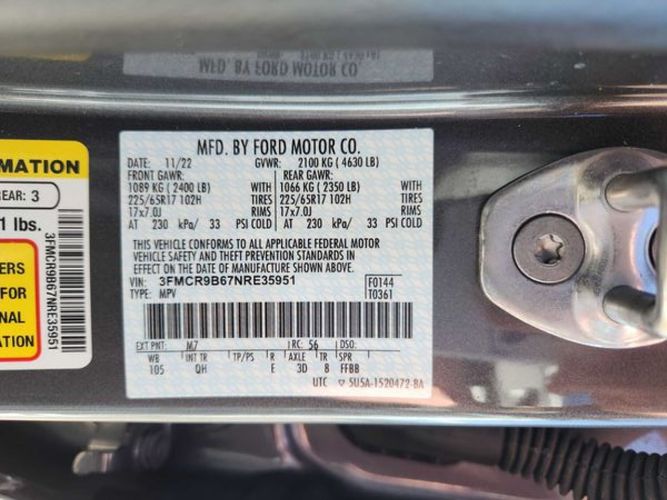 MFD. BY FORD MOTOR CO.
MATION
REAR: 3
1 lbs.
ERS
FOR
NAL
ATION
3FMCR9B67NRE35951
MFD. BY FORD MOTOR CO.
DATE: 11/22 GVWR: 2100 KG ( 4630 LB)
FRONT GAWR: REAR GAWR:
1089 KG ( 2400 LB) WITH 1066 KG ( 2350 LB) WITH
225/65R17 102H TIRES 225/65R17 102H TIRES
17x7.0J RIMS 17x7.0J RIMS
AT 230 kPa/ 33 PSI COLD AT 230 kPa/ 33 PSI COLD
THIS VEHICLE CONFORMS TO ALL APPLICABLE FEDERAL MOTOR
VEHICLE SAFETY AND THEFT PREVENTION STANDARDS IN
EFFECT ON THE DATE OF MANUFACTURE SHOWN ABOVE.
VIN: 3FMCR9B67NRE35951 F0144
TYPE: MPV T0361
EXT PNT: M7 RC: 56 DSO:
WB INT TR TP/PS R AXLE TR SPR
105 QH E 3D 8 FFBB
UTC ▽ 5U5A-1520472-BA